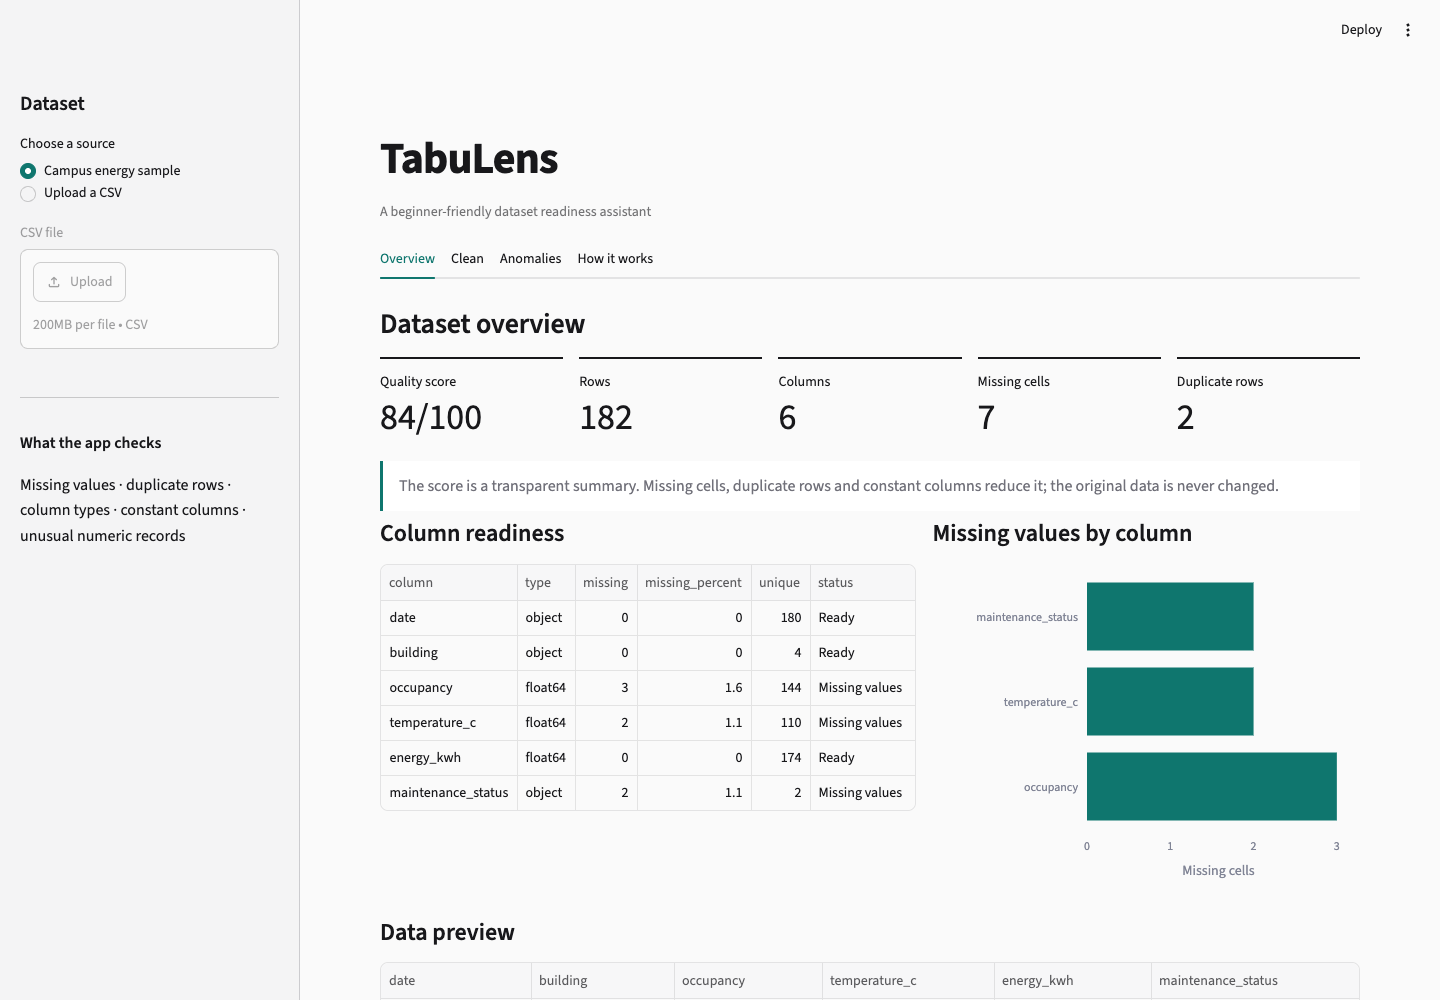 Deploy
Dataset
Choose a source
Campus energy sample
Upload a CSV
CSV file
Upload
200MB per file • CSV
What the app checks
Missing values · duplicate rows ·
column types · constant columns ·
unusual numeric records
TabuLens
A beginner-friendly dataset readiness assistant
Overview Clean Anomalies How it works
Dataset overview
Quality score Rows Columns Missing cells Duplicate rows
84/100 182 6 7 2
The score is a transparent summary. Missing cells, duplicate rows and constant columns reduce it; the original data is never changed.
Column readiness
column type missing missing_percent unique status
date object 0 0 180 Ready
building object 0 0 4 Ready
occupancy float64 3 1.6 144 Missing values
temperature_c float64 2 1.1 110 Missing values
energy_kwh float64 0 0 174 Ready
maintenance_status object 2 1.1 2 Missing values
Missing values by column
maintenance_status
temperature_c
occupancy
0 1 2 3
Missing cells
Data preview
date building occupancy temperature_c energy_kwh maintenance_status